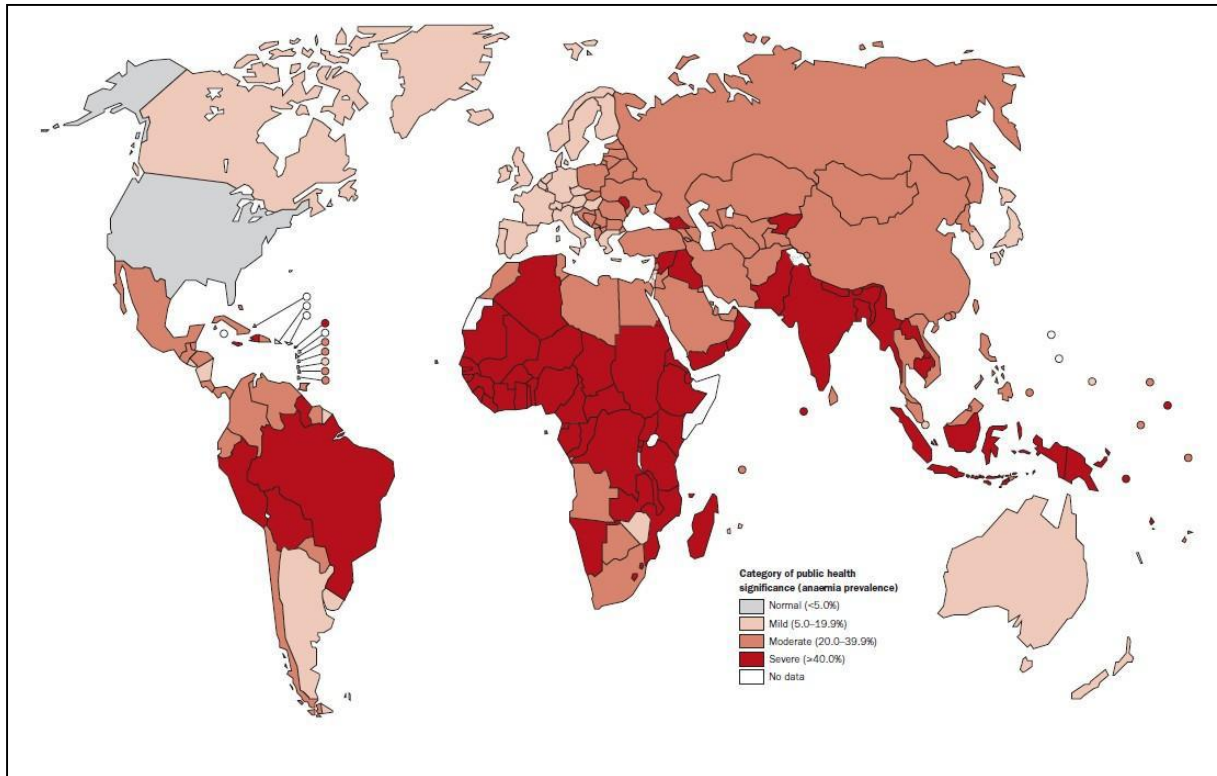 Category of public health
significance (anaemia prevalence)
Normal (<5.0%)
Mild (5.0–19.9%)
Moderate (20.0–39.9%)
Severe (>40.0%)
No data